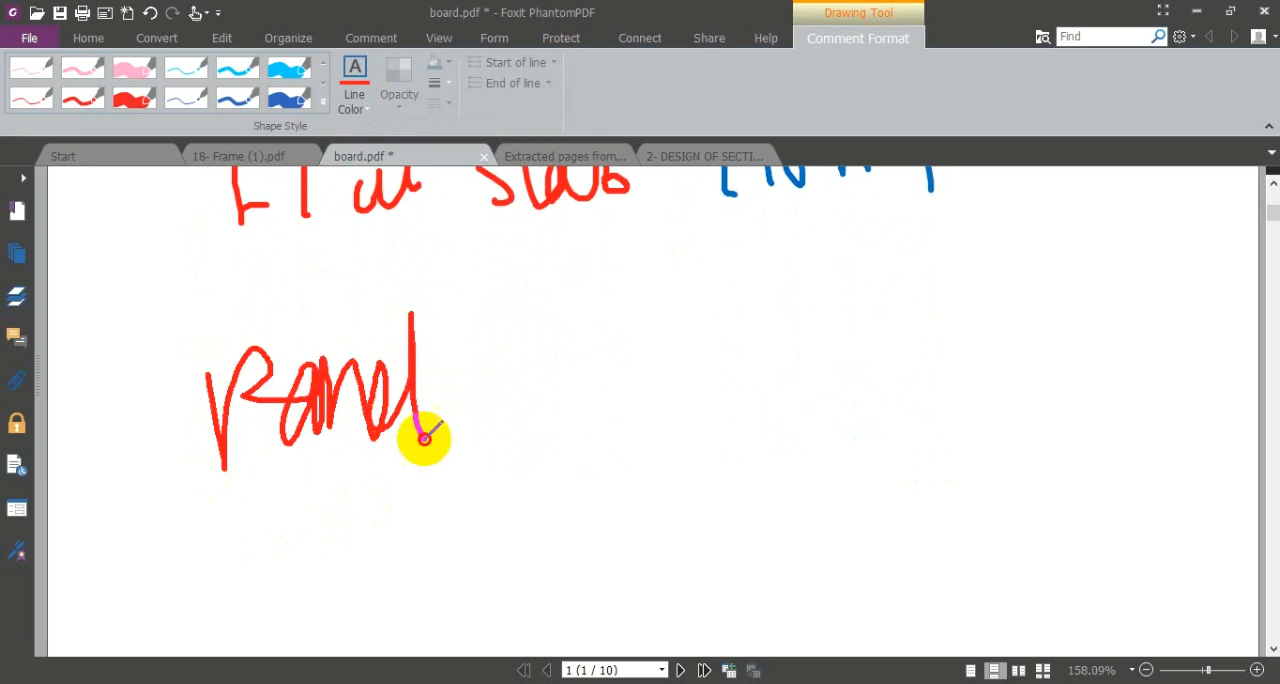 board.pdf * - Foxit PhantomPDF
Drawing Tool
File Home Convert Edit Organize Comment View Form Protect Connect Share Help Comment Format
Find
Line Color
Opacity
Start of line
End of line
Shape Style
Start 18- Frame (1).pdf board.pdf * Extracted pages from... 2- DESIGN OF SECTI...
Flat slab
Panel
1 (1 / 10)
158.09%